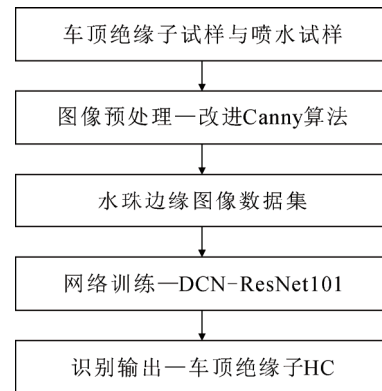 车顶绝缘子试样与喷水试样
图像预处理—改进Canny算法
水珠边缘图像数据集
网络训练—DCN-ResNet101
识别输出—车顶绝缘子HC